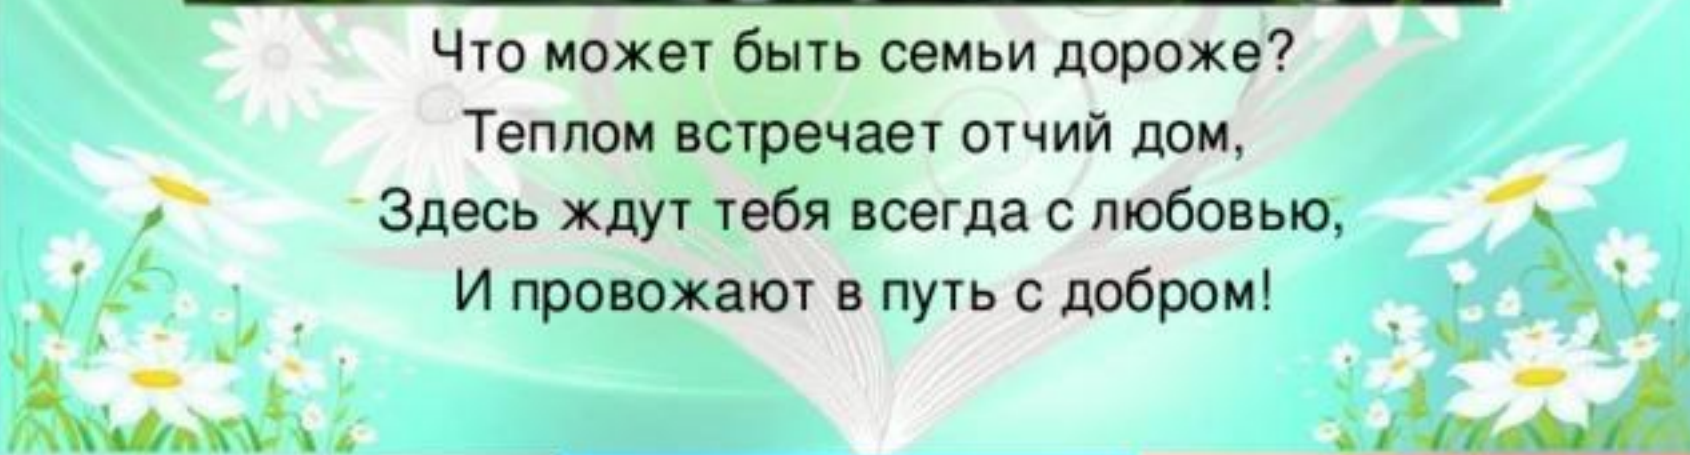 Что может быть семьи дороже?
Теплом встречает отчий дом,
Здесь ждут тебя всегда с любовью,
И провожают в путь с добром!